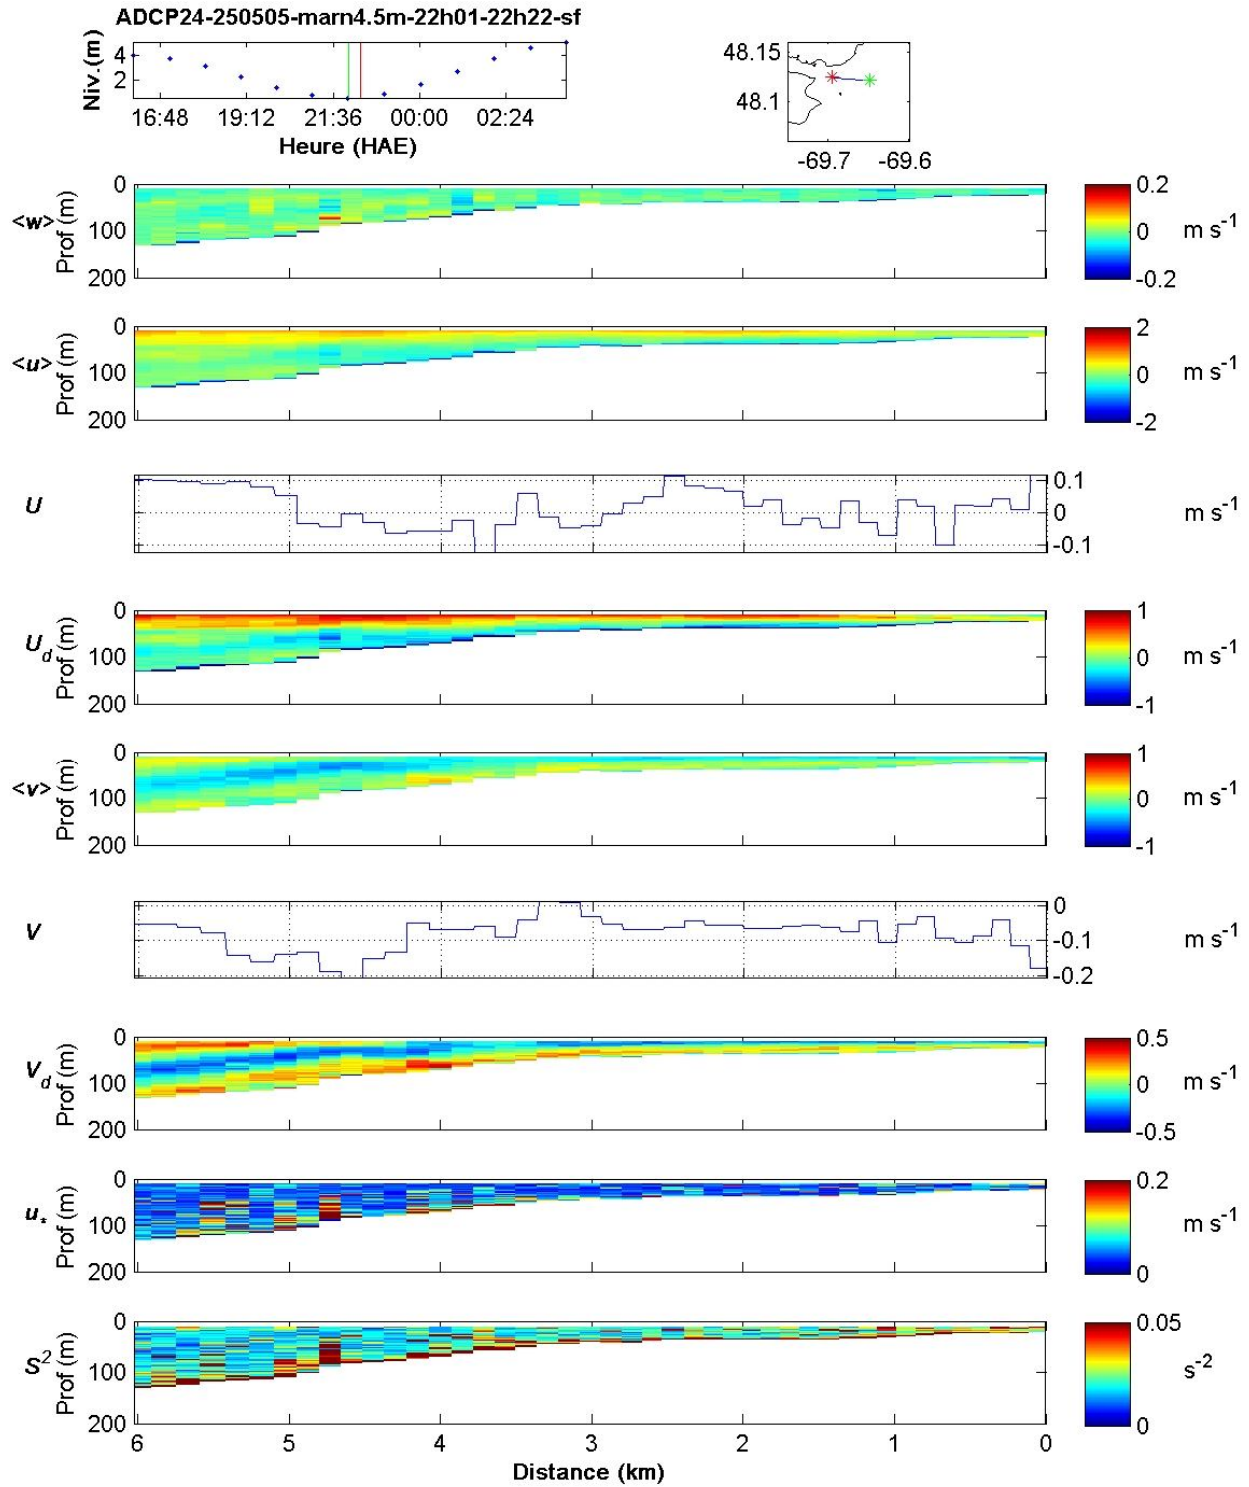 ADCP24-250505-marn4.5m-22h01-22h22-sf
Niv.(m)
4
2
16:48 19:12 21:36 00:00 02:24
Heure (HAE)
48.15
48.1
-69.7 -69.6
<w>
Prof (m)
0
100
200
0.2
0
-0.2
m s-1
<u>
Prof (m)
0
100
200
2
0
-2
m s-1
U
0.1
0
-0.1
m s-1
Ud
Prof (m)
0
100
200
1
0
-1
m s-1
<v>
Prof (m)
0
100
200
1
0
-1
m s-1
V
0
-0.1
-0.2
m s-1
Vd
Prof (m)
0
100
200
0.5
0
-0.5
m s-1
u*
Prof (m)
0
100
200
0.2
0
m s-1
S2
Prof (m)
0
100
200
0.05
0
s-2
6 5 4 3 2 1 0
Distance (km)